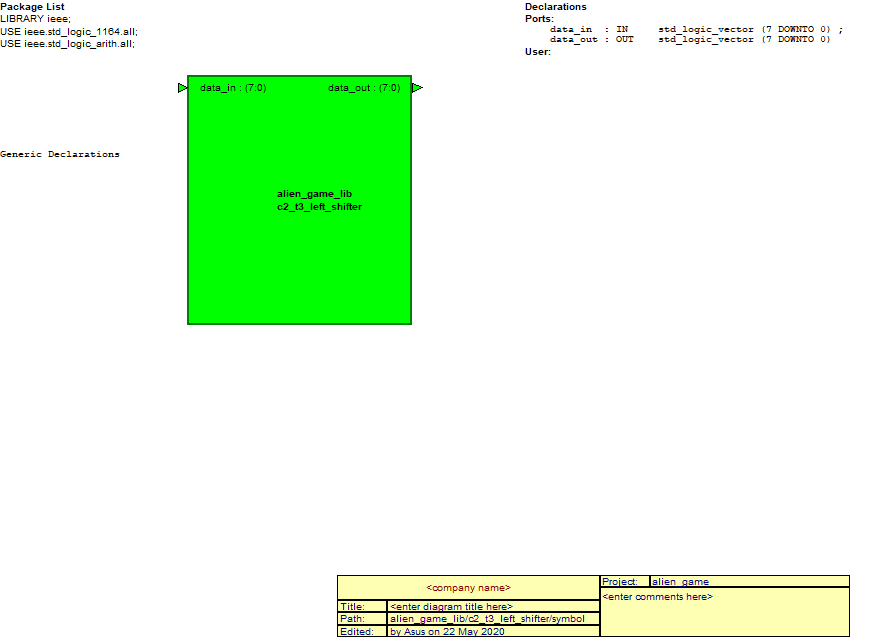 Package List
LIBRARY ieee;
USE ieee.std_logic_1164.all;
USE ieee.std_logic_arith.all;
Declarations
Ports:
data_in : IN std_logic_vector (7 DOWNTO 0) ;
data_out : OUT std_logic_vector (7 DOWNTO 0)
User:
data_in : (7:0) data_out : (7:0)
Generic Declarations
alien_game_lib
c2_t3_left_shifter
<company name>
Title: <enter diagram title here>
Path: alien_game_lib/c2_t3_left_shifter/symbol
Edited: by Asus on 22 May 2020
Project: alien_game
<enter comments here>